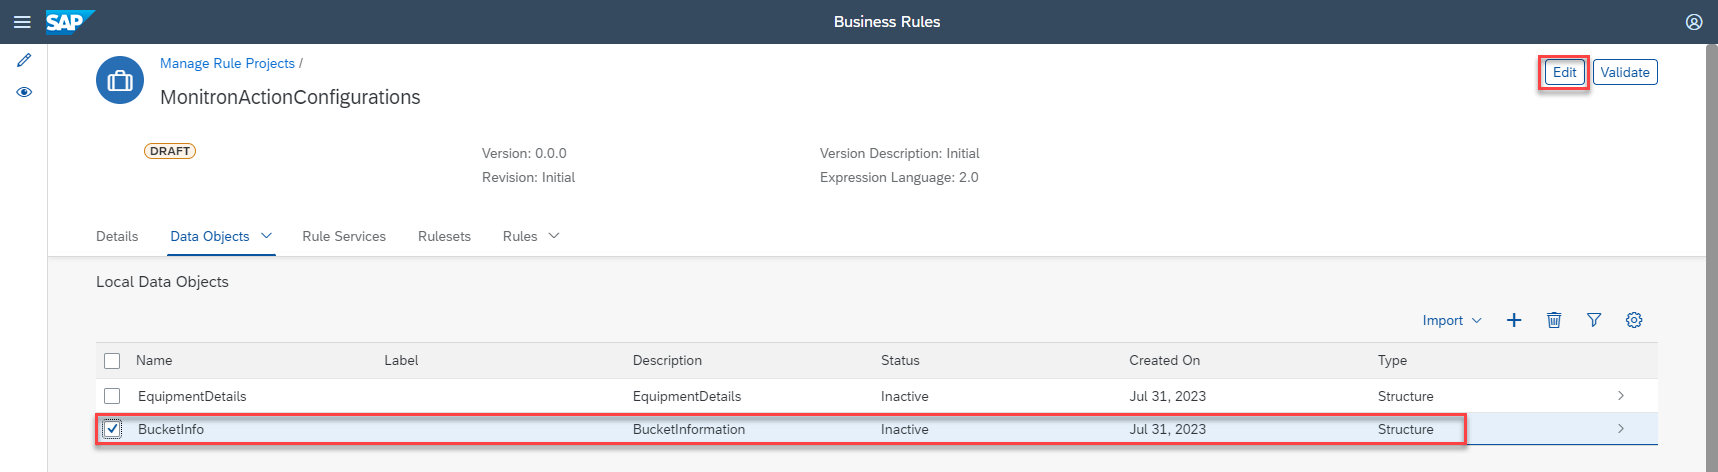 SAP Business Rules
Manage Rule Projects /
Edit Validate
MonitronActionConfigurations
DRAFT Version: 0.0.0 Version Description: Initial
Revision: Initial Expression Language: 2.0
Details Data Objects Rule Services Rulesets Rules
Local Data Objects
Import
Name Label Description Status Created On Type
EquipmentDetails EquipmentDetails Inactive Jul 31, 2023 Structure
BucketInfo BucketInformation Inactive Jul 31, 2023 Structure